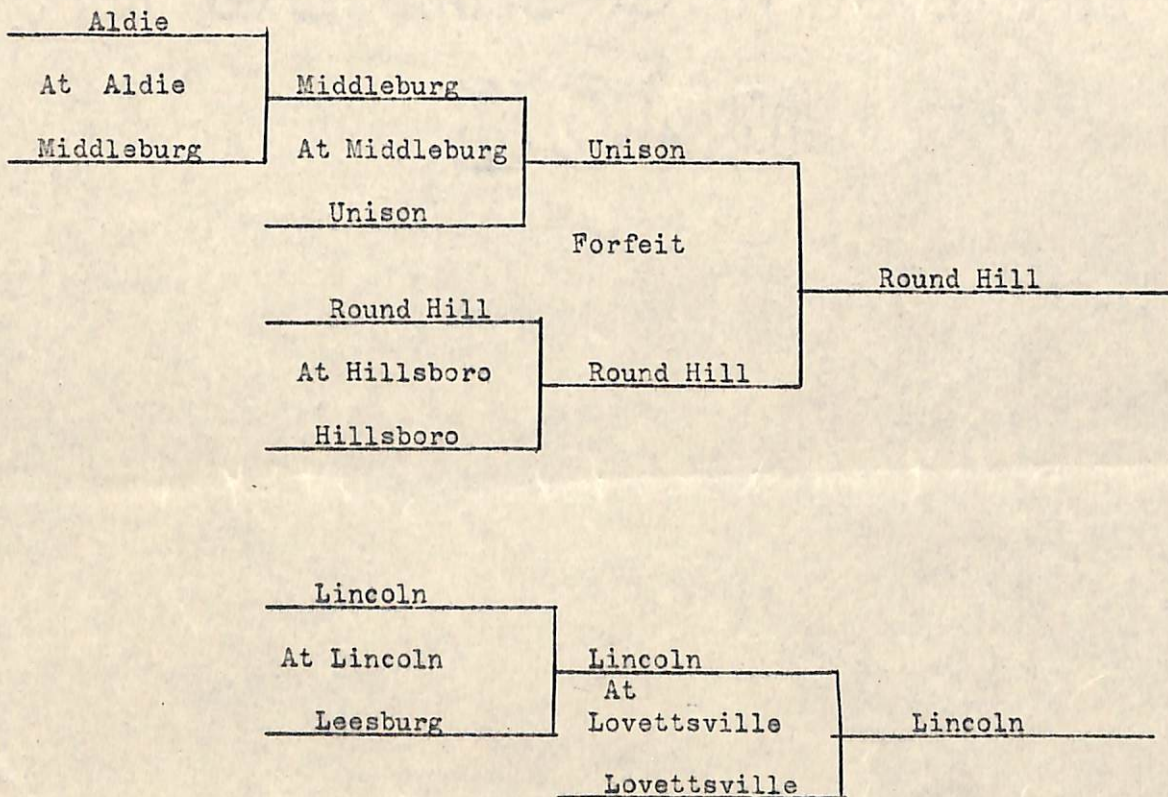 Aldie
At Aldie
Middleburg
Middleburg
At Middleburg
Unison
Unison
Forfeit
Round Hill
Round Hill
At Hillsboro
Round Hill
Hillsboro
Lincoln
At Lincoln
Lincoln
At
Leesburg
Lovettsville
Lincoln
Lovettsville